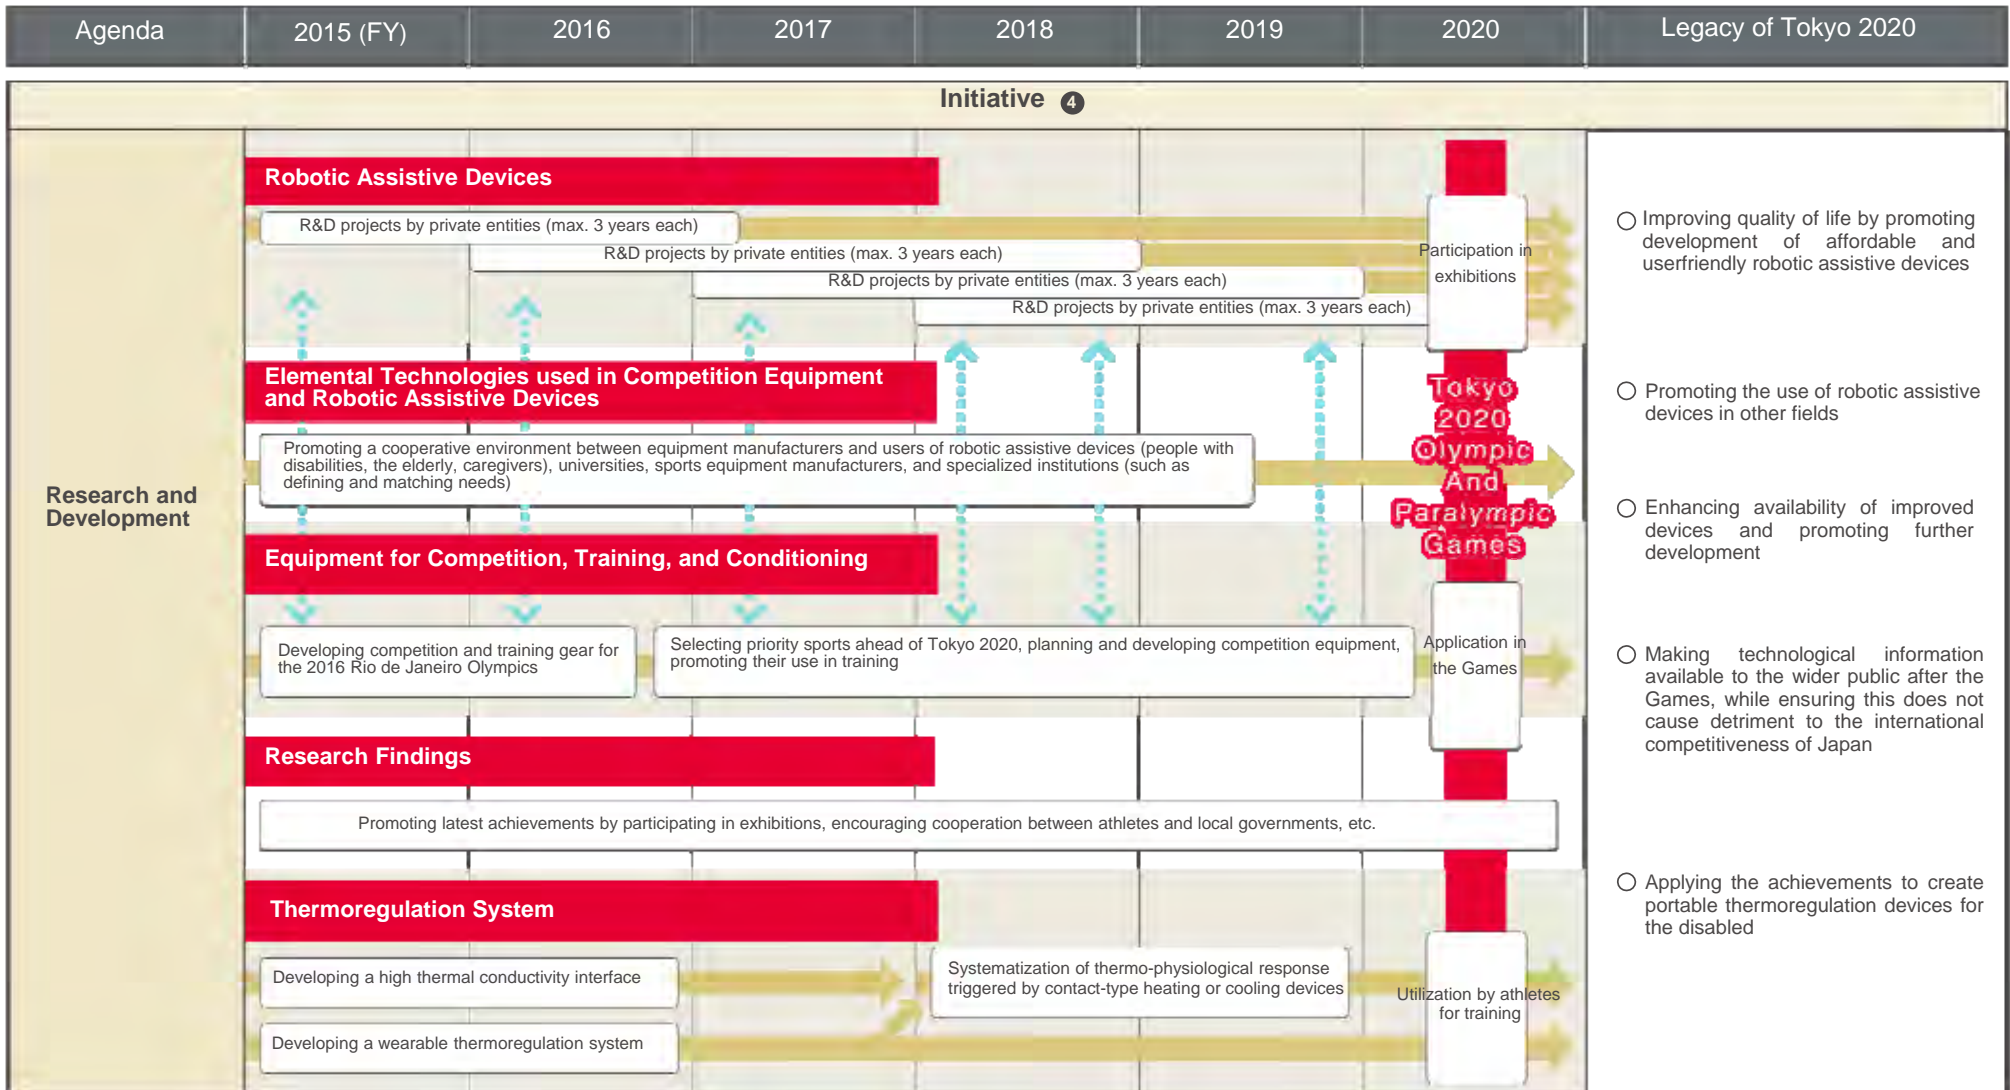 Agenda
2015 (FY)
2016
2017
2018
2019
2020
Legacy of Tokyo 2020
Initiative ❹
Research and
Development
Robotic Assistive Devices
R&D projects by private entities (max. 3 years each)
R&D projects by private entities (max. 3 years each)
R&D projects by private entities (max. 3 years each)
R&D projects by private entities (max. 3 years each)
Participation in
exhibitions
Elemental Technologies used in Competition Equipment
and Robotic Assistive Devices
Promoting a cooperative environment between equipment manufacturers and users of robotic assistive devices (people with
disabilities, the elderly, caregivers), universities, sports equipment manufacturers, and specialized institutions (such as
defining and matching needs)
Tokyo
2020
Olympic
And
Paralympic
Games
Equipment for Competition, Training, and Conditioning
Developing competition and training gear for
the 2016 Rio de Janeiro Olympics
Selecting priority sports ahead of Tokyo 2020, planning and developing competition equipment,
promoting their use in training
Application in
the Games
Research Findings
Promoting latest achievements by participating in exhibitions, encouraging cooperation between athletes and local governments, etc.
Thermoregulation System
Developing a high thermal conductivity interface
Systematization of thermo-physiological response
triggered by contact-type heating or cooling devices
Developing a wearable thermoregulation system
Utilization by athletes
for training
○ Improving quality of life by promoting
development of affordable and
userfriendly robotic assistive devices
○ Promoting the use of robotic assistive
devices in other fields
○ Enhancing availability of improved
devices and promoting further
development
○ Making technological information
available to the wider public after the
Games, while ensuring this does not
cause detriment to the international
competitiveness of Japan
○ Applying the achievements to create
portable thermoregulation devices for
the disabled